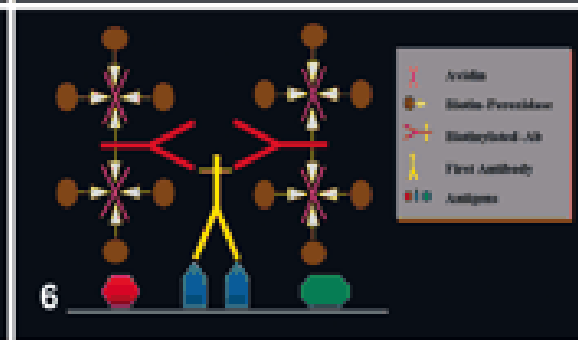 Avidin
Biotin-Peroxidase
Biotinylated-Ab
First Antibody
Antigens
6